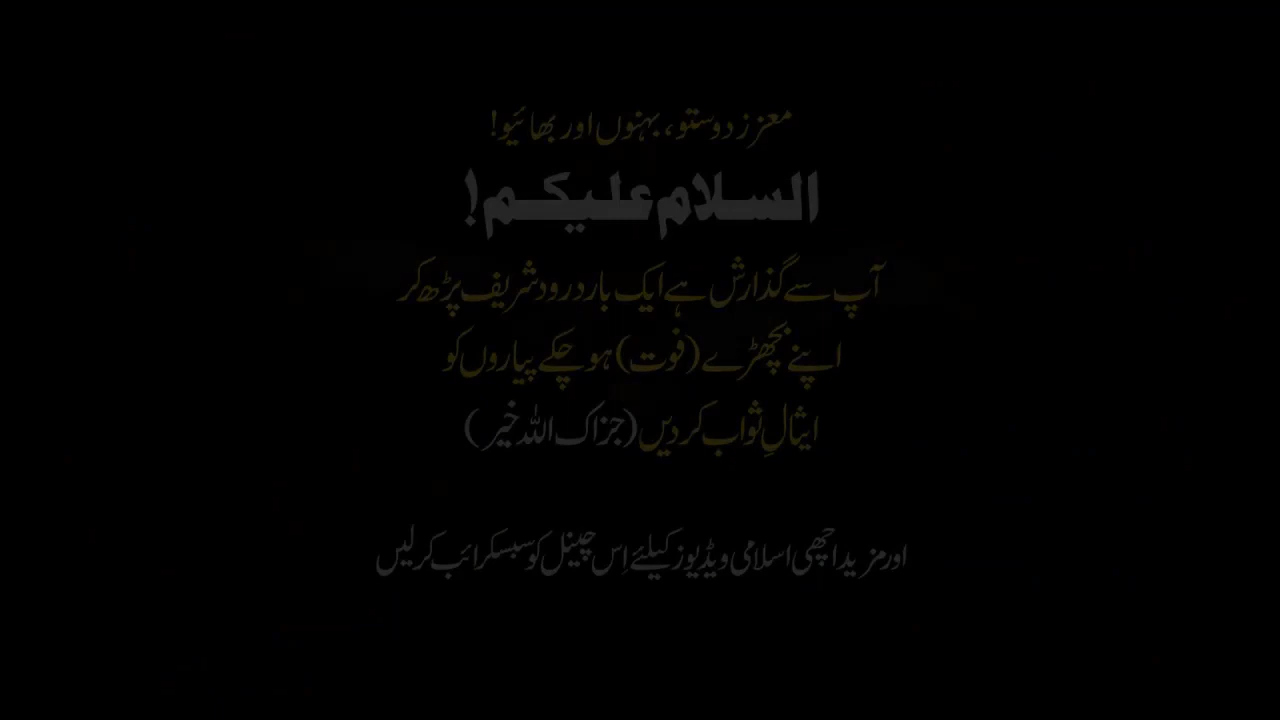 معزز دوستو، بہنوں اور بھائیو!
السلام علیکم!
آپ سے گذارش ہے ایک بار درود شریف پڑھ کر
اپنے بچھڑے (فوت) ہو چکے پیاروں کو
ایثالِ ثواب کر دیں (جزاک اللہ خیر)
اور مزید اچھی اسلامی ویڈیوز کیلئے اِس چینل کو سبسکرائب کر لیں